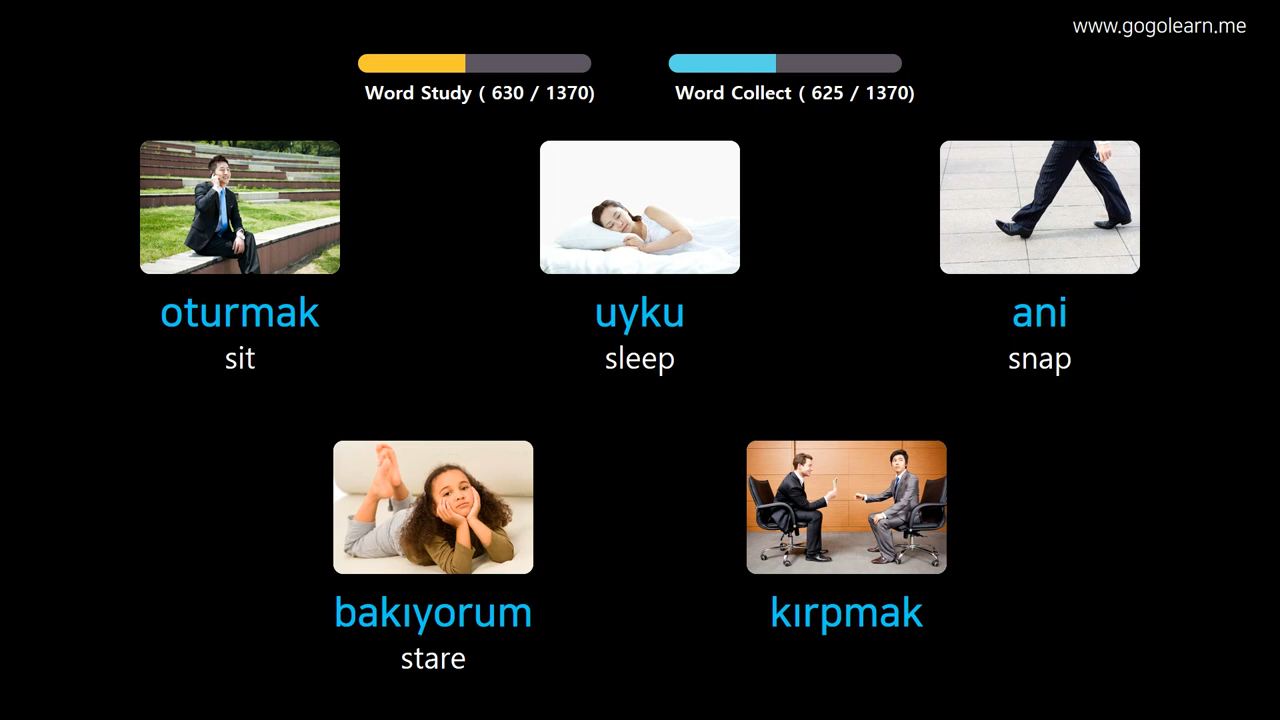 www.gogolearn.me
Word Study ( 630 / 1370)
Word Collect ( 625 / 1370)
oturmak
sit
uyku
sleep
ani
snap
bakıyorum
stare
kırpmak